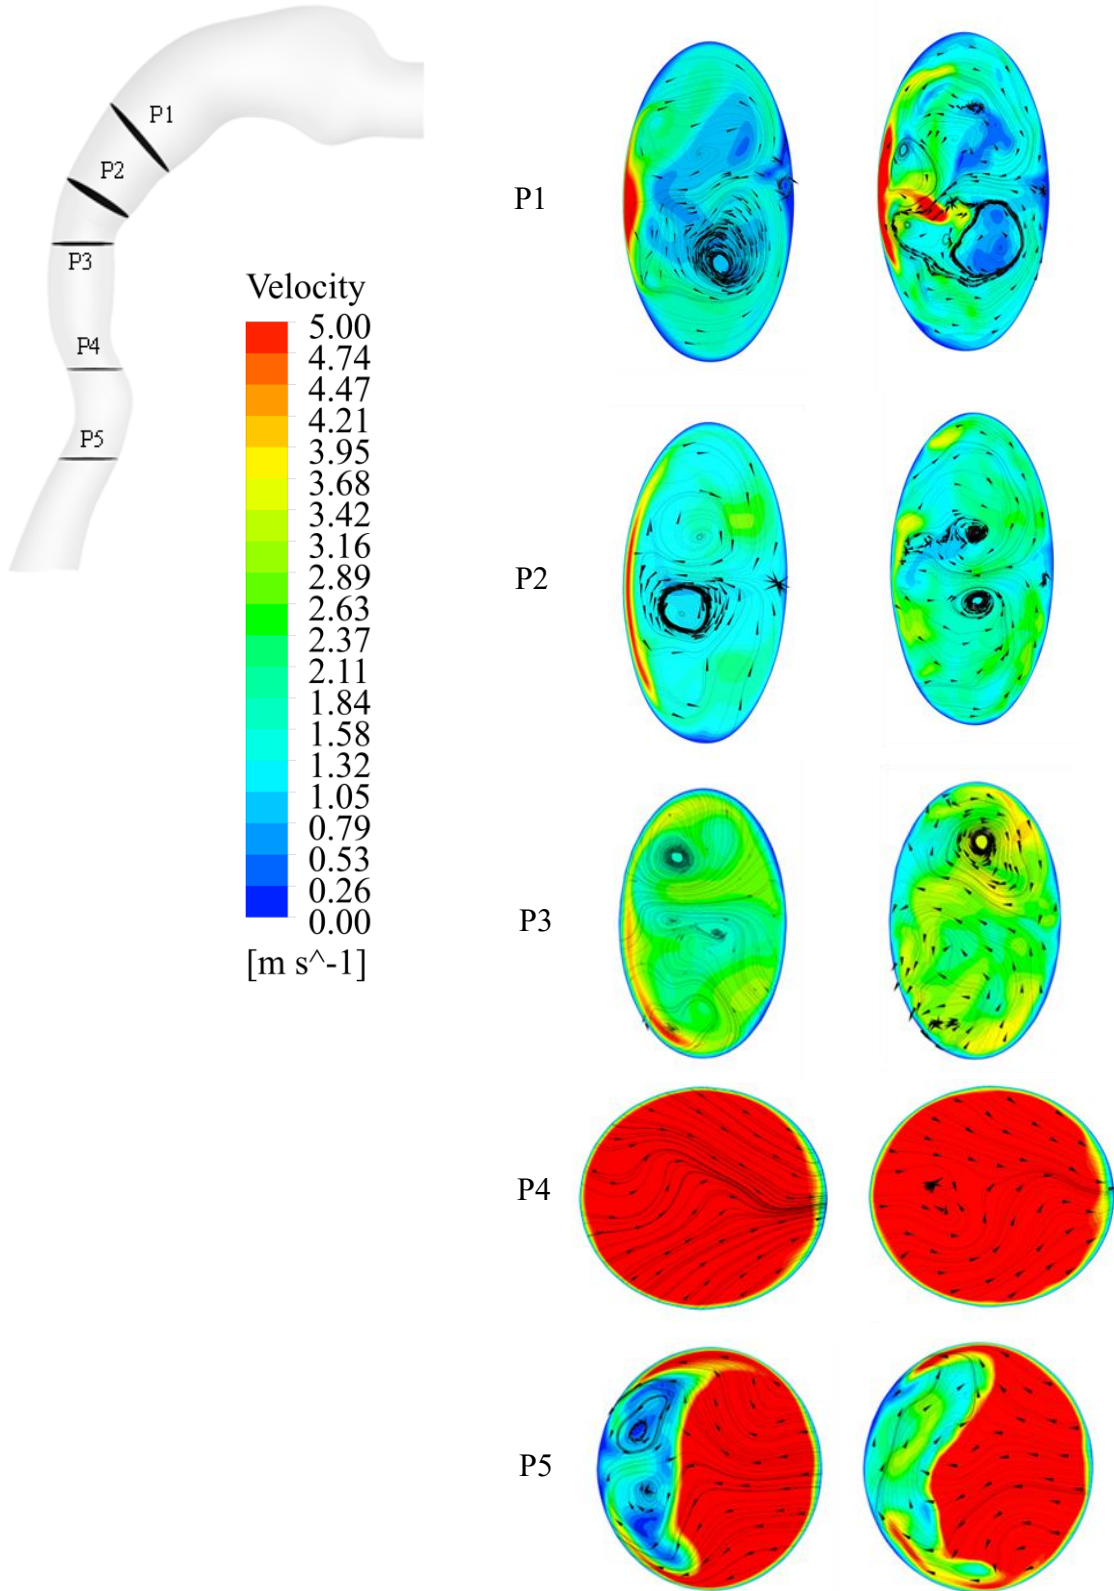 P1
P2
P3
P4
P5
Velocity
5.00
4.74
4.47
4.21
3.95
3.68
3.42
3.16
2.89
2.63
2.37
2.11
1.84
1.58
1.32
1.05
0.79
0.53
0.26
0.00
[m s^-1]
P1
P2
P3
P4
P5